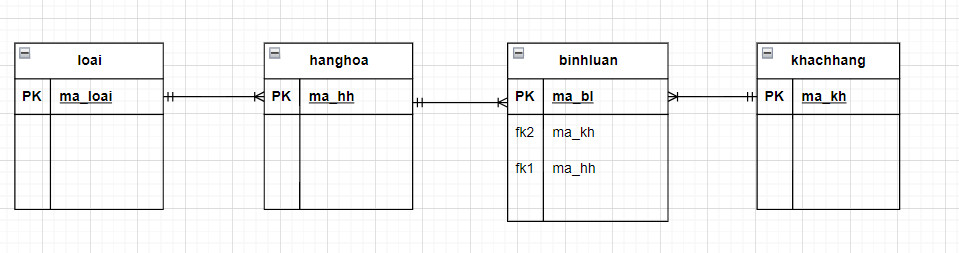 loai
PK ma_loai
hanghoa
PK ma_hh
binhluan
PK ma_bl
fk2 ma_kh
fk1 ma_hh
khachhang
PK ma_kh